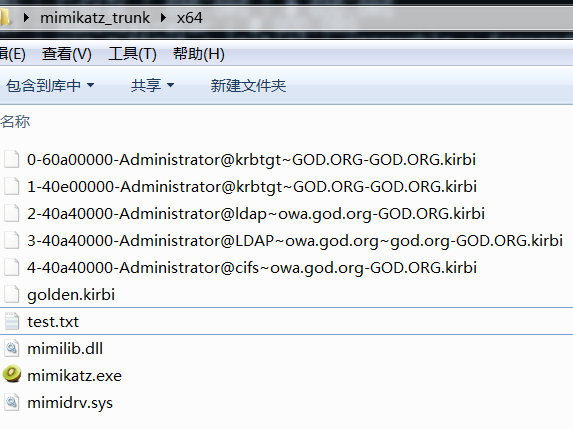 mimikatz_trunk ▸ x64
辑(E) 查看(V) 工具(T) 帮助(H)
包含到库中 共享 新建文件夹
名称
0-60a00000-Administrator@krbtgt~GOD.ORG-GOD.ORG.kirbi
1-40e00000-Administrator@krbtgt~GOD.ORG-GOD.ORG.kirbi
2-40a40000-Administrator@ldap~owa.god.org-GOD.ORG.kirbi
3-40a40000-Administrator@LDAP~owa.god.org~god.org-GOD.ORG.kirbi
4-40a40000-Administrator@cifs~owa.god.org-GOD.ORG.kirbi
golden.kirbi
test.txt
mimilib.dll
mimikatz.exe
mimidrv.sys